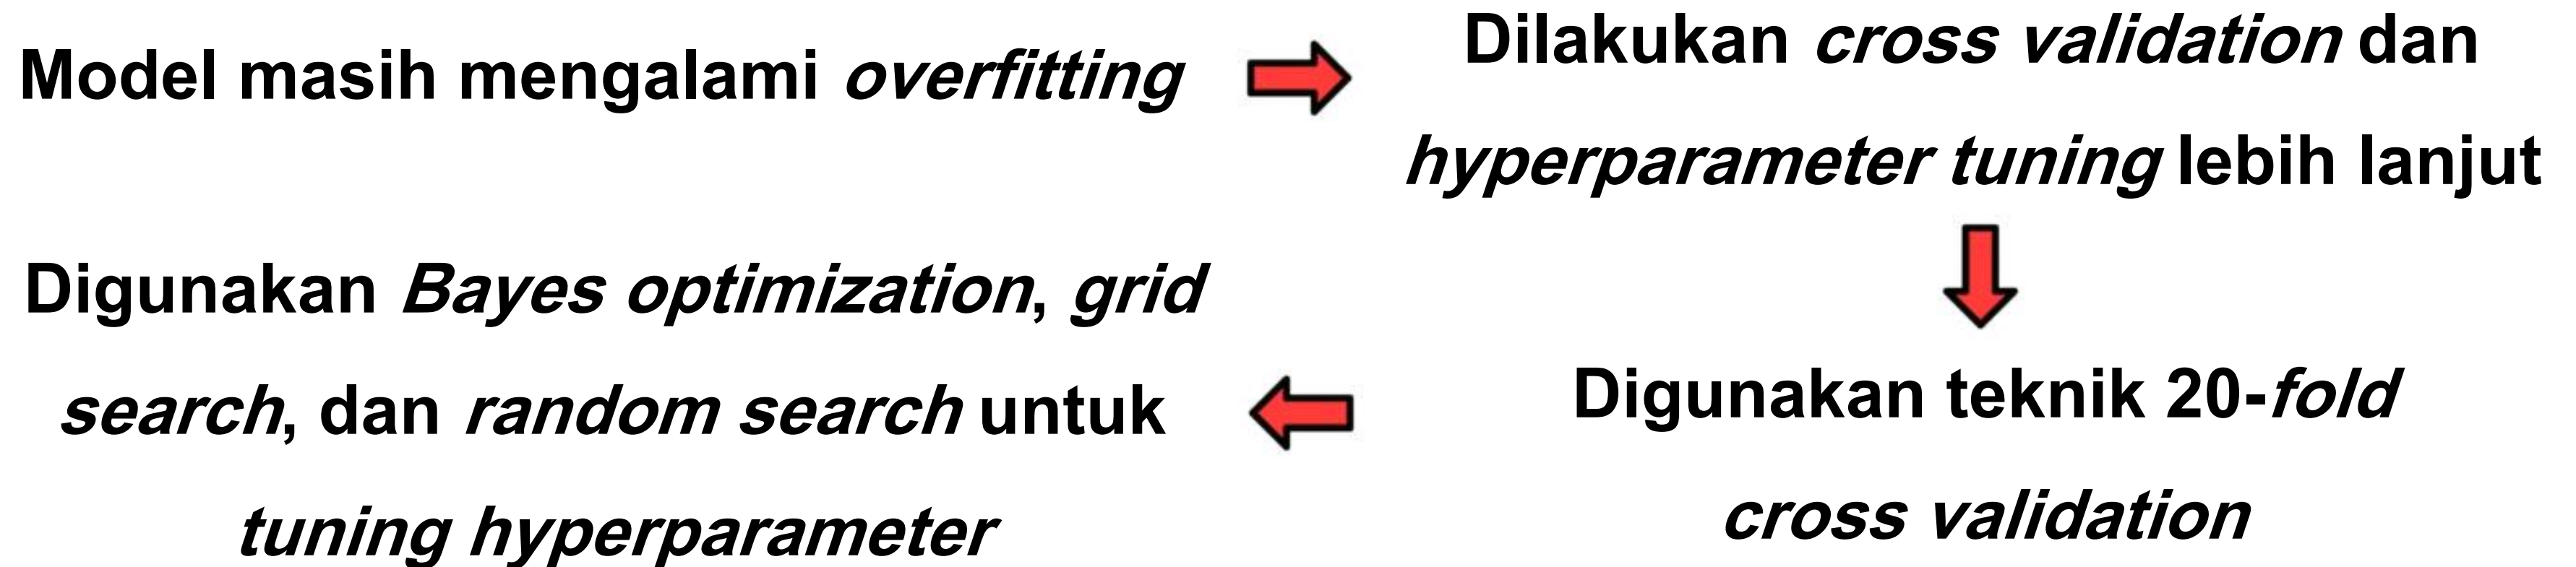 Model masih mengalami overfitting
Dilakukan cross validation dan
hyperparameter tuning lebih lanjut
Digunakan teknik 20-fold
cross validation
Digunakan Bayes optimization, grid
search, dan random search untuk
tuning hyperparameter